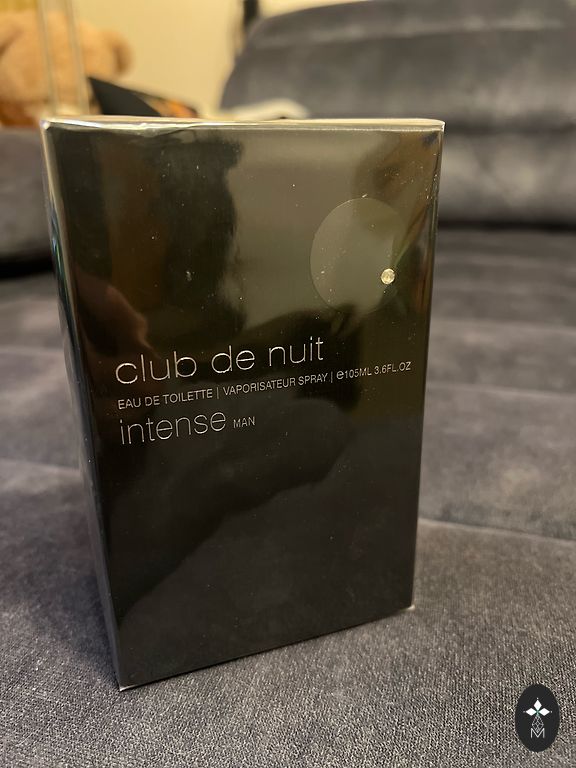 club de nuit
EAU DE TOILETTE | VAPORISATEUR SPRAY | ℮105ML 3.6FL.OZ
intense MAN
M